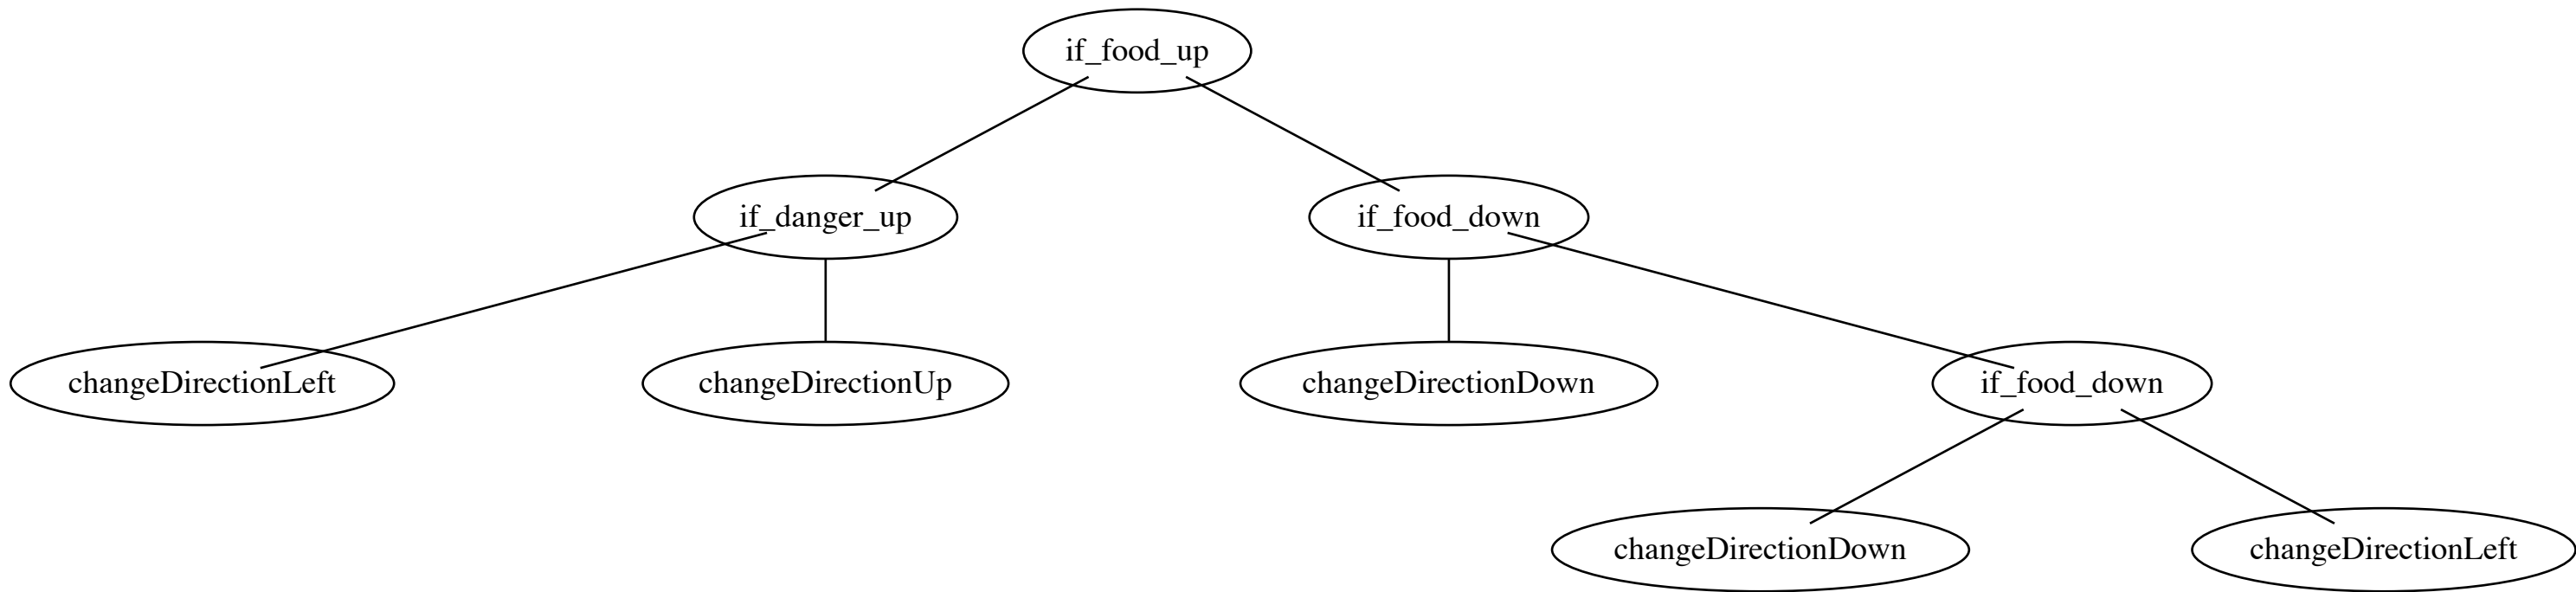 if_food_up
if_danger_up
if_food_down
changeDirectionLeft
changeDirectionUp
changeDirectionDown
if_food_down
changeDirectionDown
changeDirectionLeft